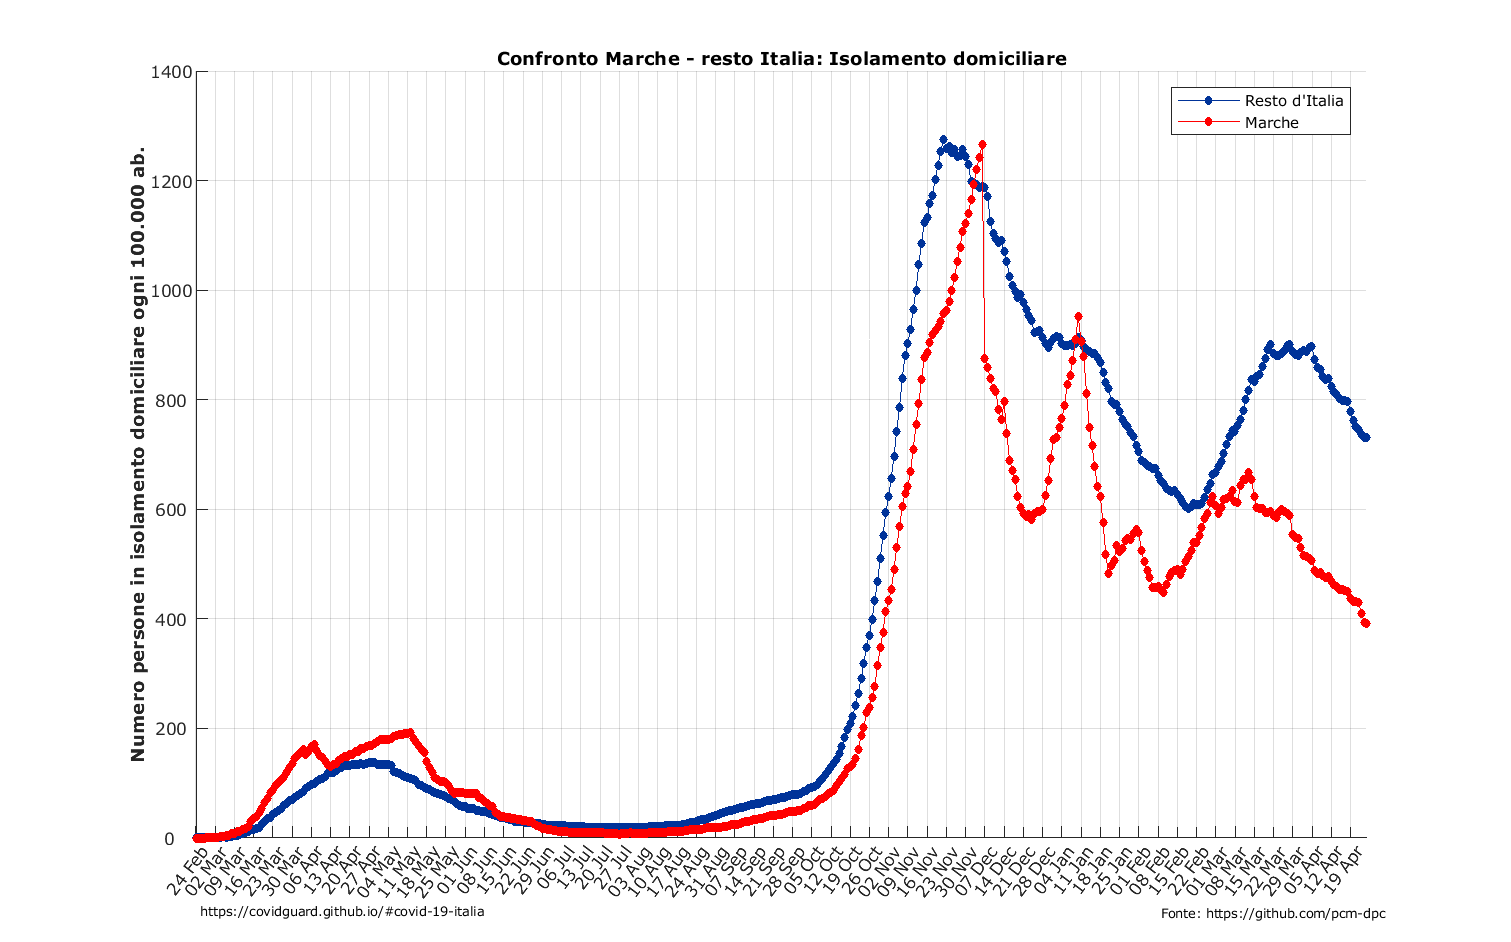 Confronto Marche - resto Italia: Isolamento domiciliare
Resto d'Italia
Marche
Numero persone in isolamento domiciliare ogni 100.000 ab.
1400
1200
1000
800
600
400
200
0
24 Feb
02 Mar
09 Mar
16 Mar
23 Mar
30 Mar
06 Apr
13 Apr
20 Apr
27 Apr
04 May
11 May
18 May
25 May
01 Jun
08 Jun
15 Jun
22 Jun
29 Jun
06 Jul
13 Jul
20 Jul
27 Jul
03 Aug
10 Aug
17 Aug
24 Aug
31 Aug
07 Sep
14 Sep
21 Sep
28 Sep
05 Oct
12 Oct
19 Oct
26 Oct
02 Nov
09 Nov
16 Nov
23 Nov
30 Nov
07 Dec
14 Dec
21 Dec
28 Dec
04 Jan
11 Jan
18 Jan
25 Jan
01 Feb
08 Feb
15 Feb
22 Feb
01 Mar
08 Mar
15 Mar
22 Mar
29 Mar
05 Apr
12 Apr
19 Apr
https://covidguard.github.io/#covid-19-italia
Fonte: https://github.com/pcm-dpc